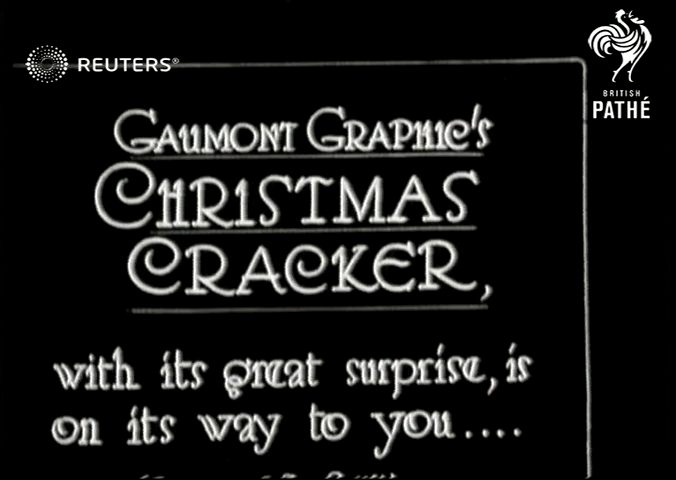 REUTERS®
BRITISH
PATHÉ
GAUMONT GRAPHIC'S
CHRISTMAS
CRACKER,
with its great surprise, is
on its way to you....